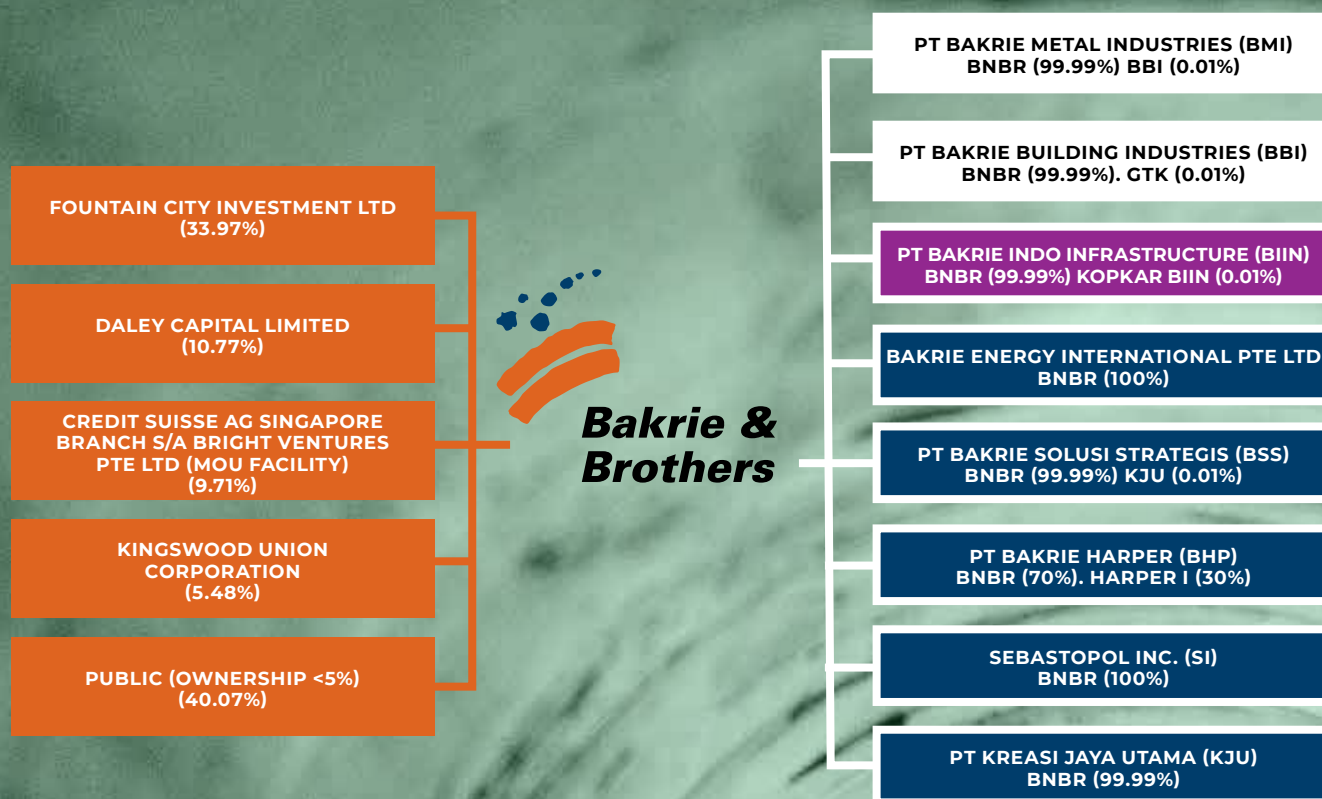 FOUNTAIN CITY INVESTMENT LTD
(33.97%)
DALEY CAPITAL LIMITED
(10.77%)
CREDIT SUISSE AG SINGAPORE
BRANCH S/A BRIGHT VENTURES
PTE LTD (MOU FACILITY)
(9.71%)
KINGSWOOD UNION
CORPORATION
(5.48%)
PUBLIC (OWNERSHIP <5%)
(40.07%)
Bakrie &
Brothers
PT BAKRIE METAL INDUSTRIES (BMI)
BNBR (99.99%) BBI (0.01%)
PT BAKRIE BUILDING INDUSTRIES (BBI)
BNBR (99.99%). GTK (0.01%)
PT BAKRIE INDO INFRASTRUCTURE (BIIN)
BNBR (99.99%) KOPKAR BIIN (0.01%)
BAKRIE ENERGY INTERNATIONAL PTE LTD
BNBR (100%)
PT BAKRIE SOLUSI STRATEGIS (BSS)
BNBR (99.99%) KJU (0.01%)
PT BAKRIE HARPER (BHP)
BNBR (70%). HARPER I (30%)
SEBASTOPOL INC. (SI)
BNBR (100%)
PT KREASI JAYA UTAMA (KJU)
BNBR (99.99%)